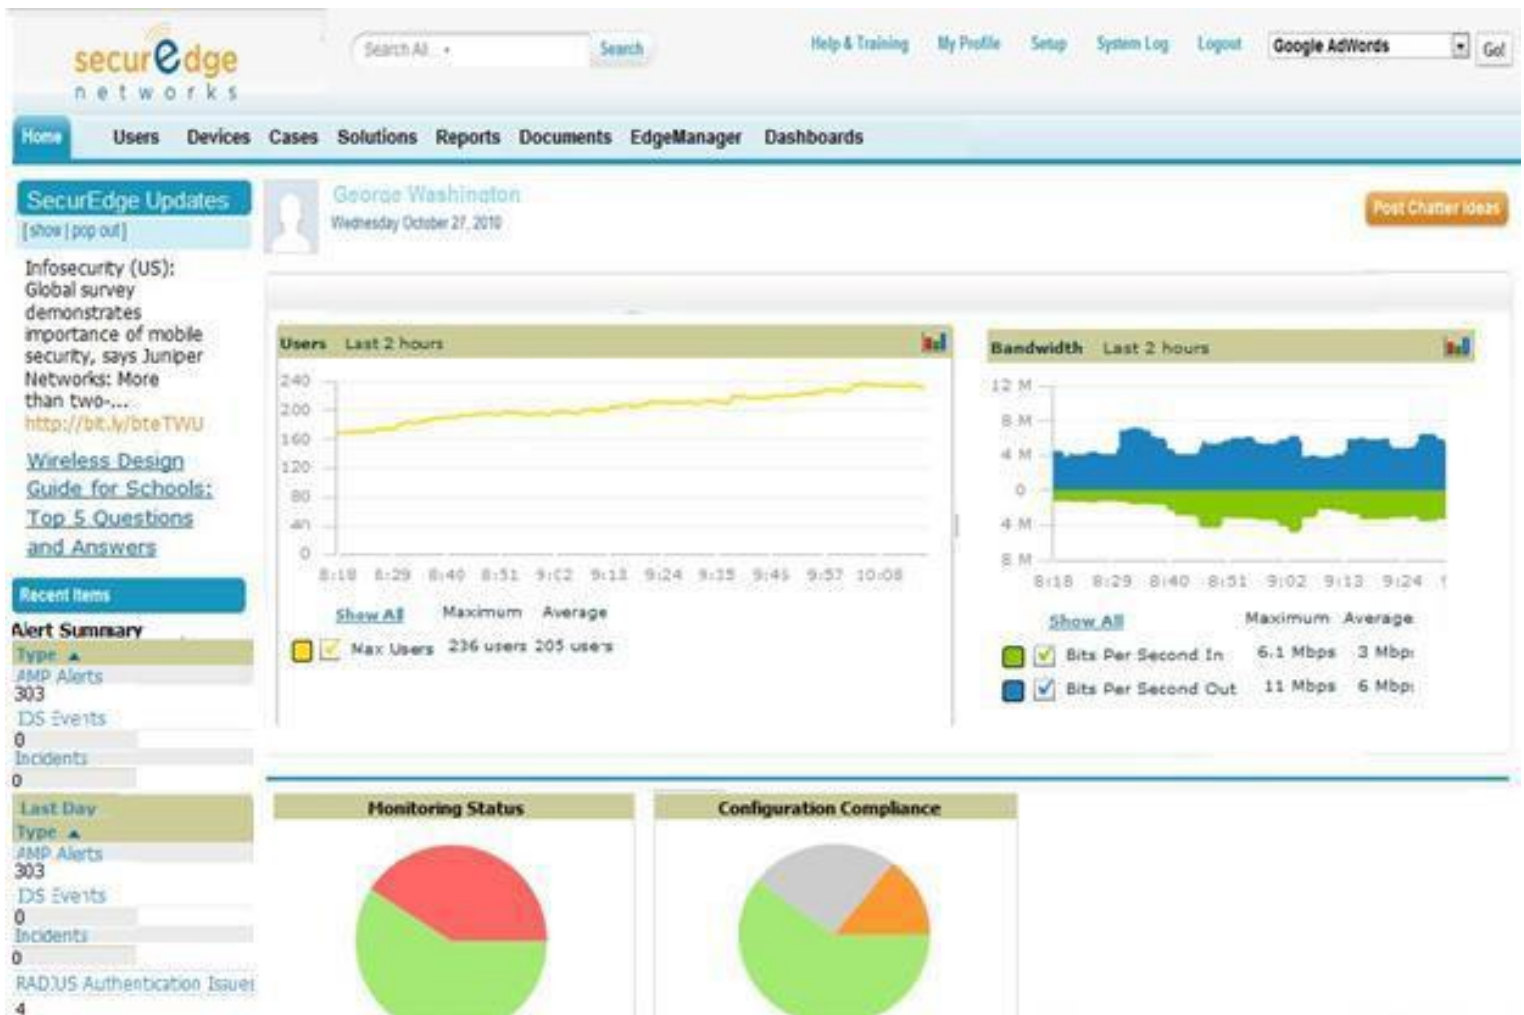 securedge
networks
Search All
Search
Help & Training
My Profile
Setup
System Log
Logout
Google AdWords
Go!
Home
Users
Devices
Cases
Solutions
Reports
Documents
EdgeManager
Dashboards
SecurEdge Updates
[show | pop out]
Infosecurity (US):
Global survey
demonstrates
importance of mobile
security, says Juniper
Networks: More
than two-...
http://bit.ly/bteTWU
Wireless Design
Guide for Schools:
Top 5 Questions
and Answers
Recent Items
Alert Summary
Type
AMP Alerts
303
IDS Events
0
Incidents
0
Last Day
Type
AMP Alerts
303
IDS Events
0
Incidents
0
RADIUS Authentication Issues
4
George Washington
Wednesday October 27, 2010
Post Chatter Ideas
Users Last 2 hours
240
200
160
120
80
40
0
8:18 8:29 8:40 8:51 9:02 9:13 9:24 9:35 9:46 9:57 10:08
Show All Maximum Average
Max Users 236 users 205 users
Bandwidth Last 2 hours
12 M
8 M
4 M
0
4 M
8 M
8:18 8:29 8:40 8:51 9:02 9:13 9:24
Show All Maximum Average
Bits Per Second In 6.1 Mbps 3 Mbp
Bits Per Second Out 11 Mbps 6 Mbp
Monitoring Status
Configuration Compliance